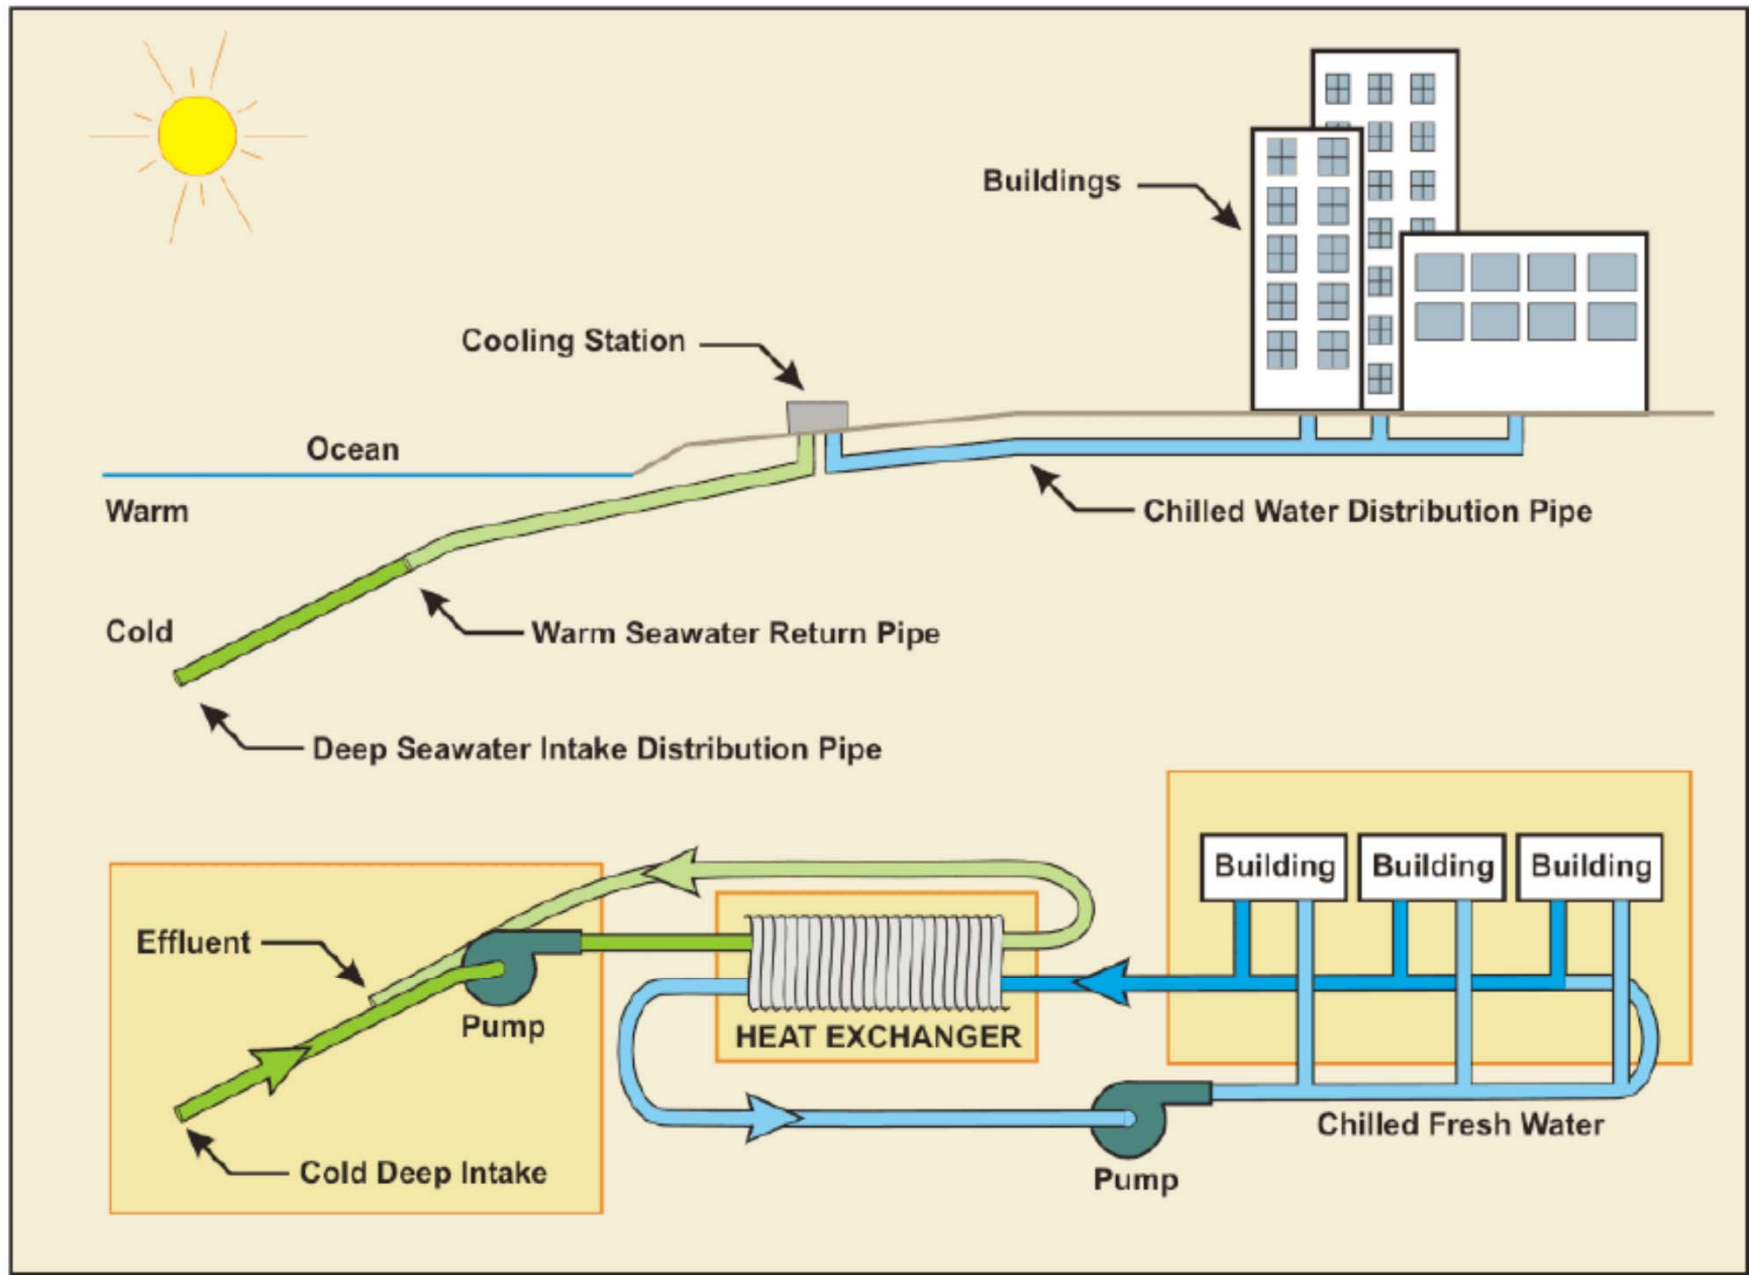 Buildings
Cooling Station
Ocean
Warm
Chilled Water Distribution Pipe
Cold
Warm Seawater Return Pipe
Deep Seawater Intake Distribution Pipe
Building
Building
Building
Effluent
Pump
HEAT EXCHANGER
Chilled Fresh Water
Cold Deep Intake
Pump